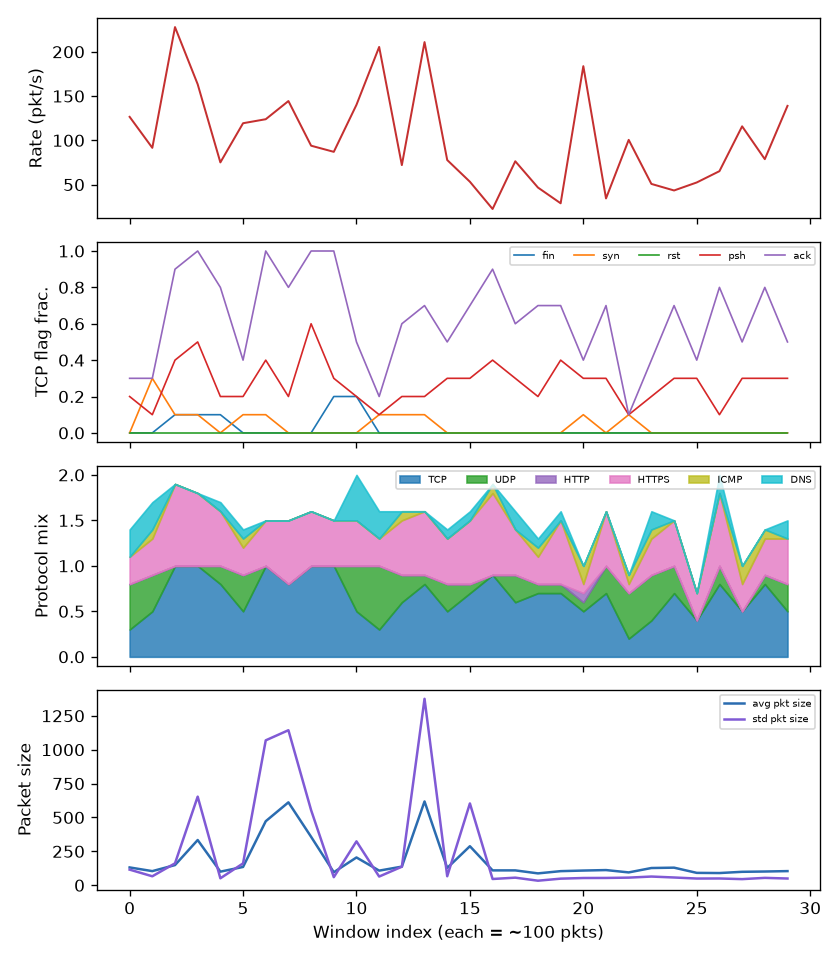 Rate (pkt/s)
200
150
100
50
TCP flag frac.
1.0
0.8
0.6
0.4
0.2
0.0
fin syn rst psh ack
Protocol mix
2.0
1.5
1.0
0.5
0.0
TCP UDP HTTP HTTPS ICMP DNS
Packet size
1250
1000
750
500
250
0
avg pkt size
std pkt size
0 5 10 15 20 25 30
Window index (each = ~100 pkts)